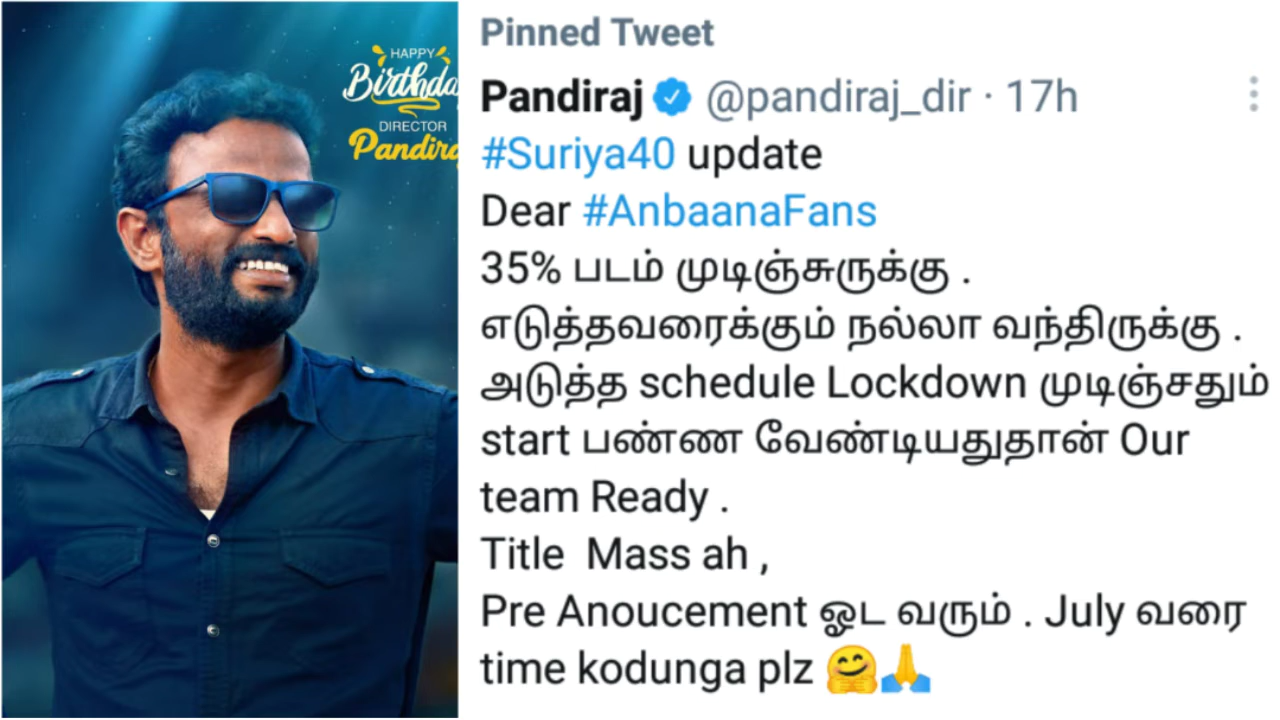 HAPPY
Birthda
DIRECTOR
Pandira
Pinned Tweet
Pandiraj @pandiraj_dir · 17h
#Suriya40 update
Dear #AnbaanaFans
35% படம் முடிஞ்சுருக்கு .
எடுத்தவரைக்கும் நல்லா வந்திருக்கு .
அடுத்த schedule Lockdown முடிஞ்சதும்
start பண்ண வேண்டியதுதான் Our
team Ready .
Title  Mass ah ,
Pre Anoucement ஓட வரும் . July வரை
time kodunga plz 🤗🙏